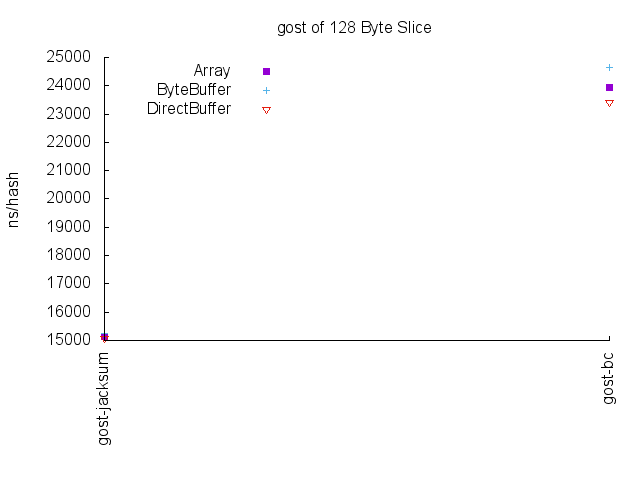 gost of 128 Byte Slice
25000
24000
23000
22000
21000
20000
19000
18000
17000
16000
15000
ns/hash
Array
ByteBuffer
DirectBuffer
gost-jacksum
gost-bc